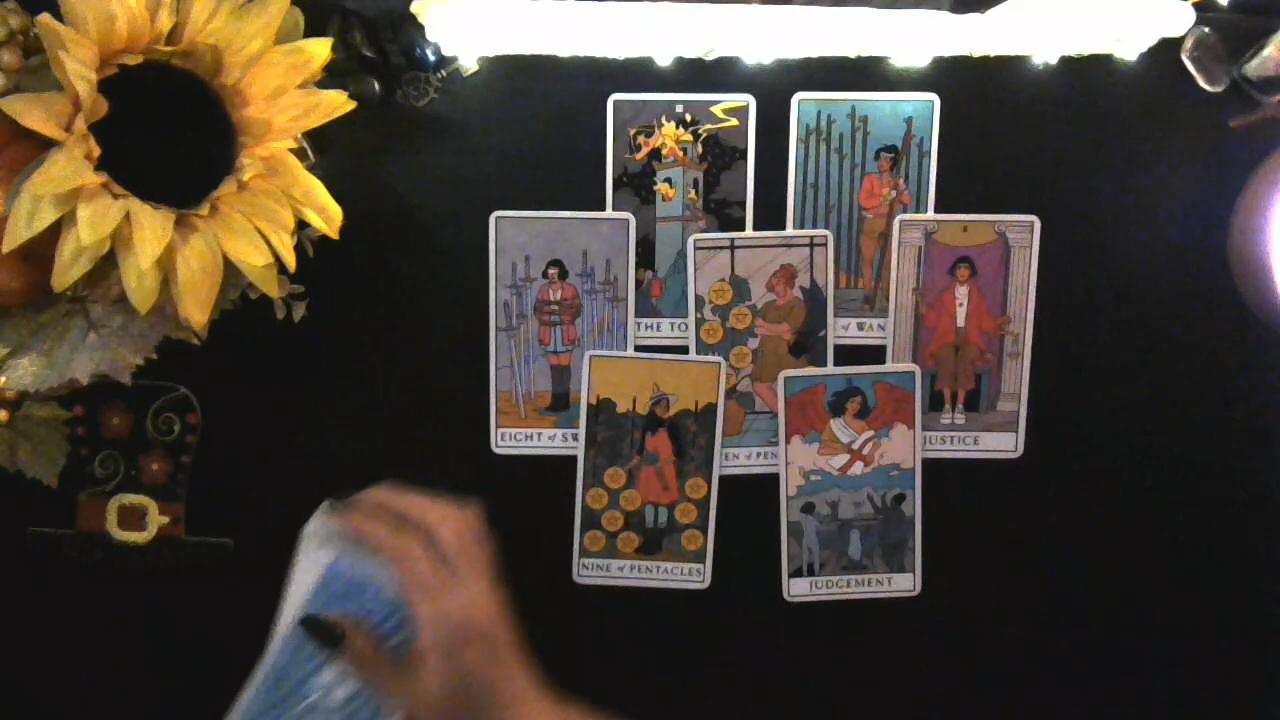 THE TO
of WAN
EIGHT of SW
EN of PEN
JUSTICE
NINE of PENTACLES
JUDGEMENT